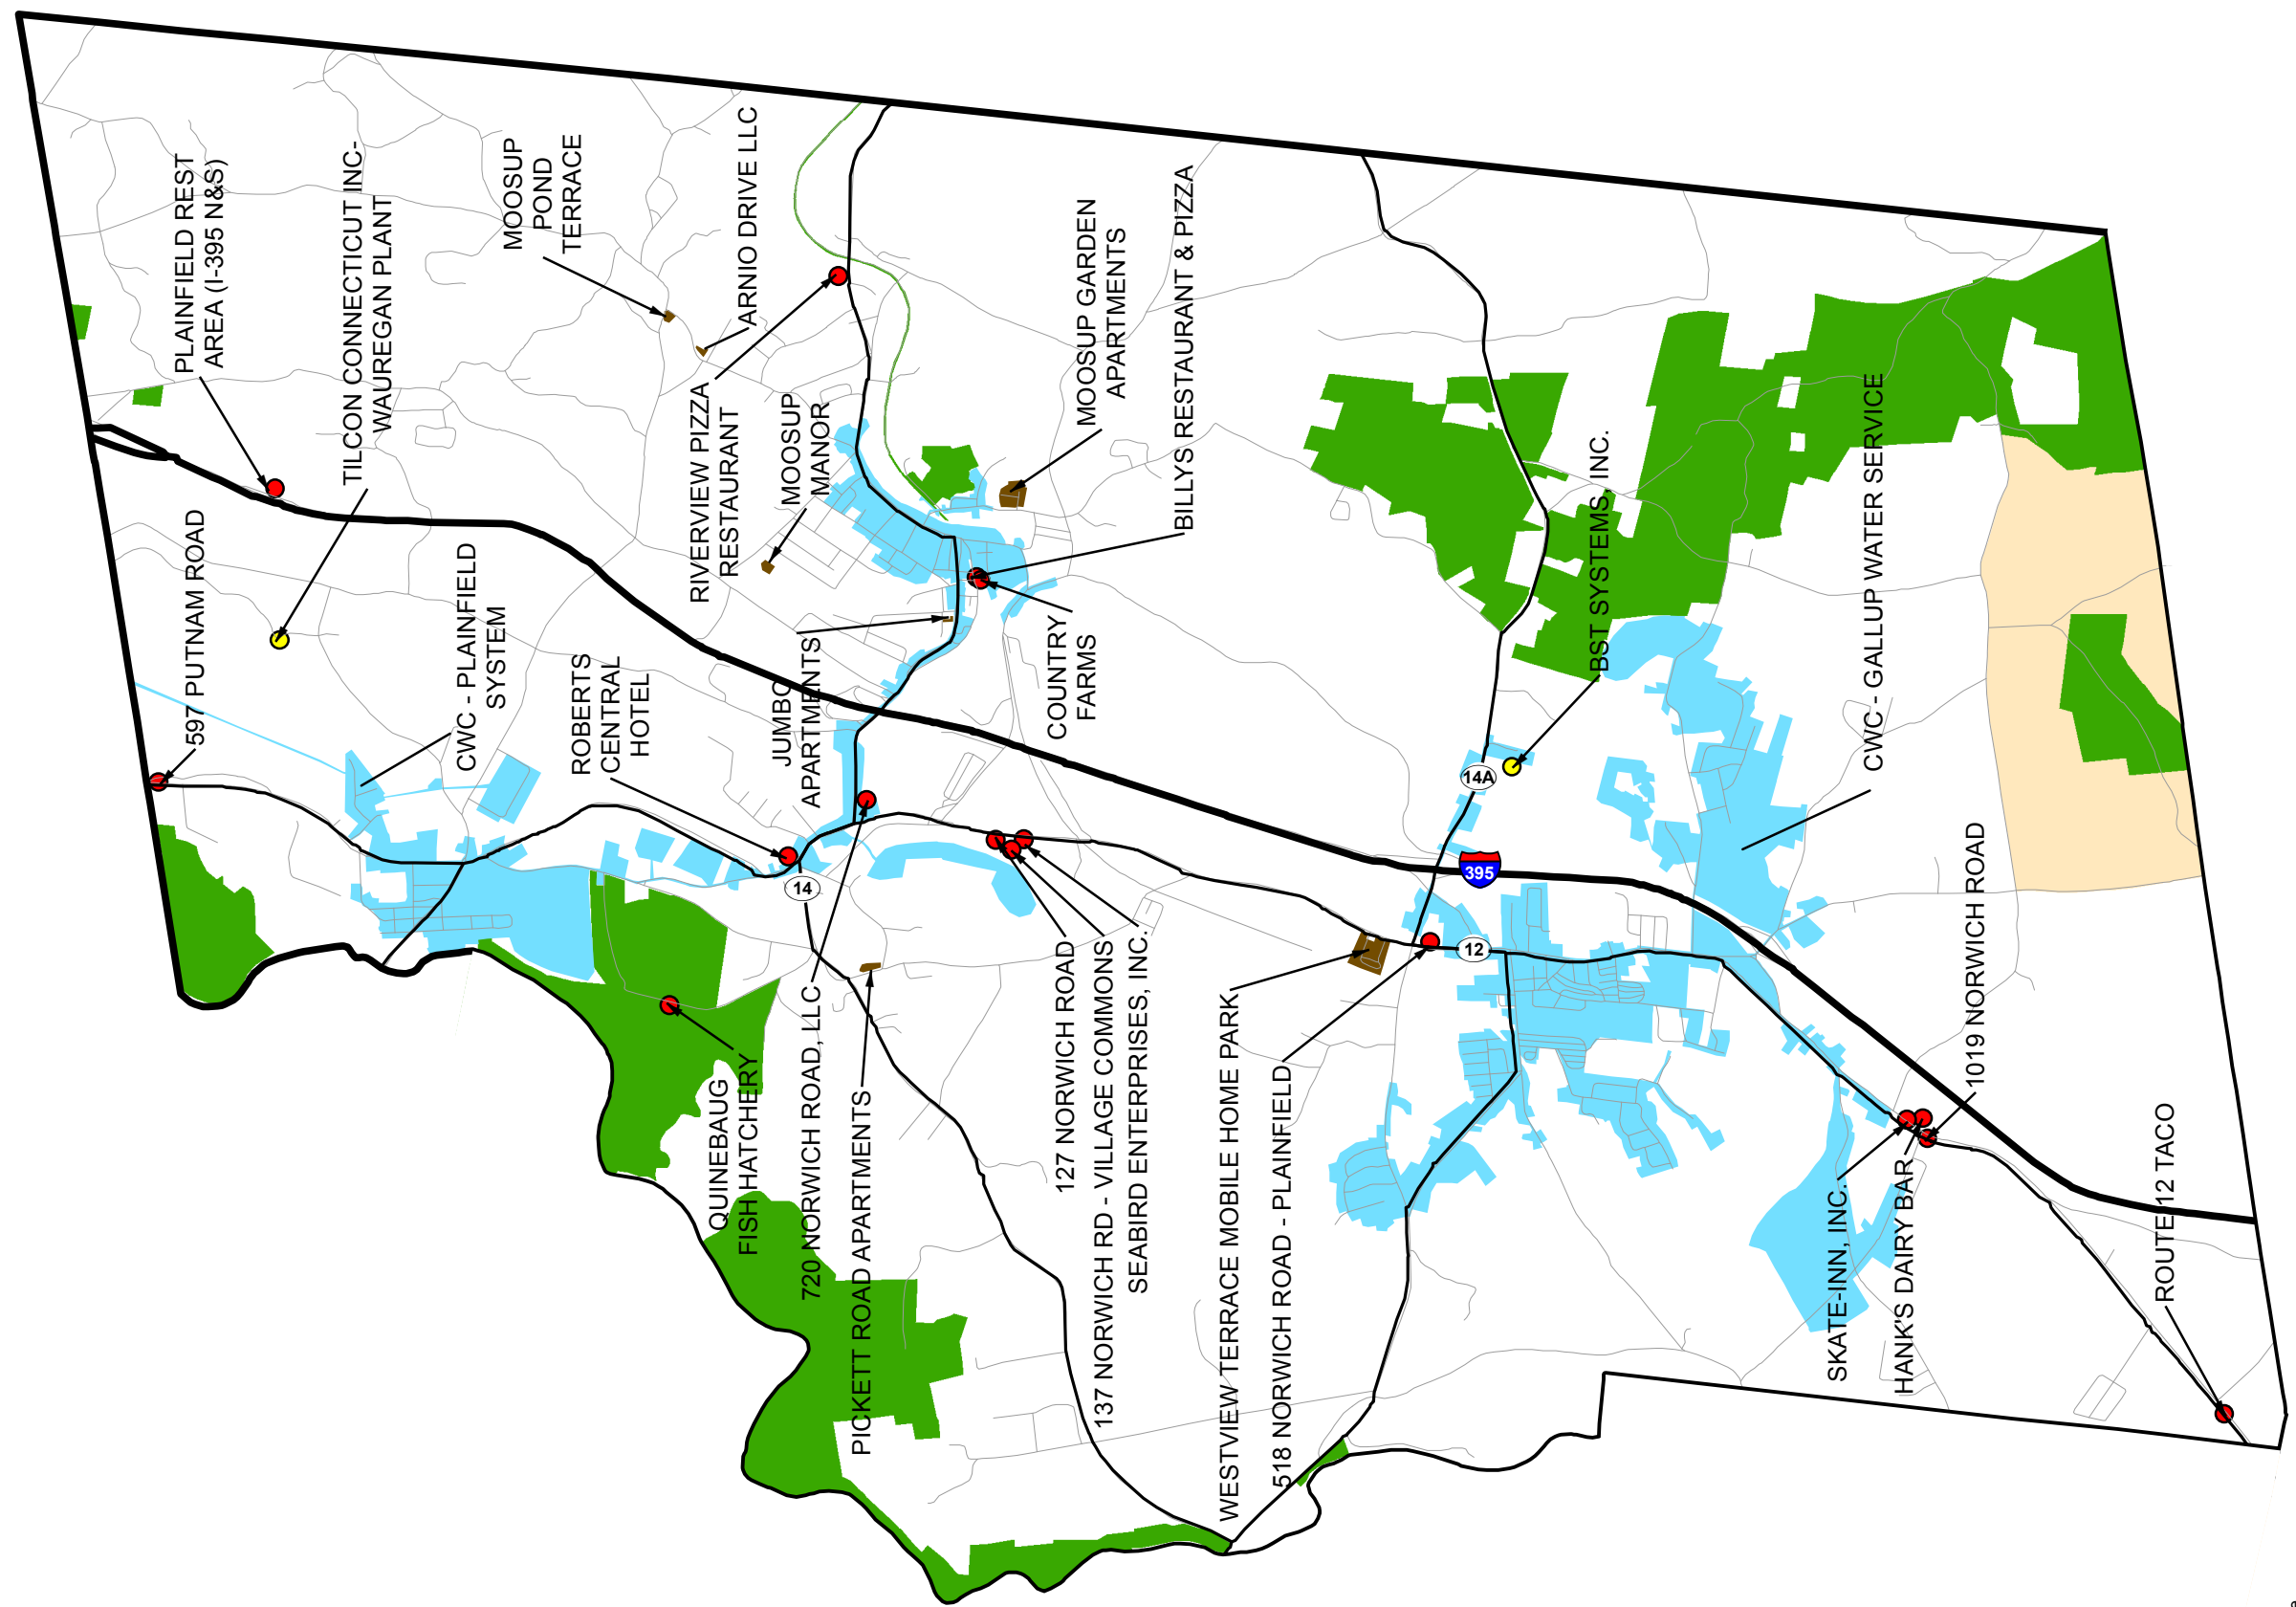 PLAINFIELD REST
AREA (I-395 N&S)
TILCON CONNECTICUT INC-
WAUREGAN PLANT
MOOSUP
POND
TERRACE
ARNIO DRIVE LLC
597 PUTNAM ROAD
CWC - PLAINFIELD
SYSTEM
ROBERTS
CENTRAL
HOTEL
RIVERVIEW PIZZA
RESTAURANT
MOOSUP
MANOR
JUMBO
APARTMENTS
MOOSUP GARDEN
APARTMENTS
BILLYS RESTAURANT & PIZZA
COUNTRY
FARMS
BST SYSTEMS, INC.
CWC - GALLUP WATER SERVICE
14A
395
14
12
QUINEBAUG
FISH HATCHERY
720 NORWICH ROAD, LLC
PICKETT ROAD APARTMENTS
127 NORWICH ROAD
137 NORWICH RD - VILLAGE COMMONS
SEABIRD ENTERPRISES, INC.
WESTVIEW TERRACE MOBILE HOME PARK
518 NORWICH ROAD - PLAINFIELD
SKATE-INN, INC.
HANK'S DAIRY BAR
1019 NORWICH ROAD
ROUTE 12 TACO